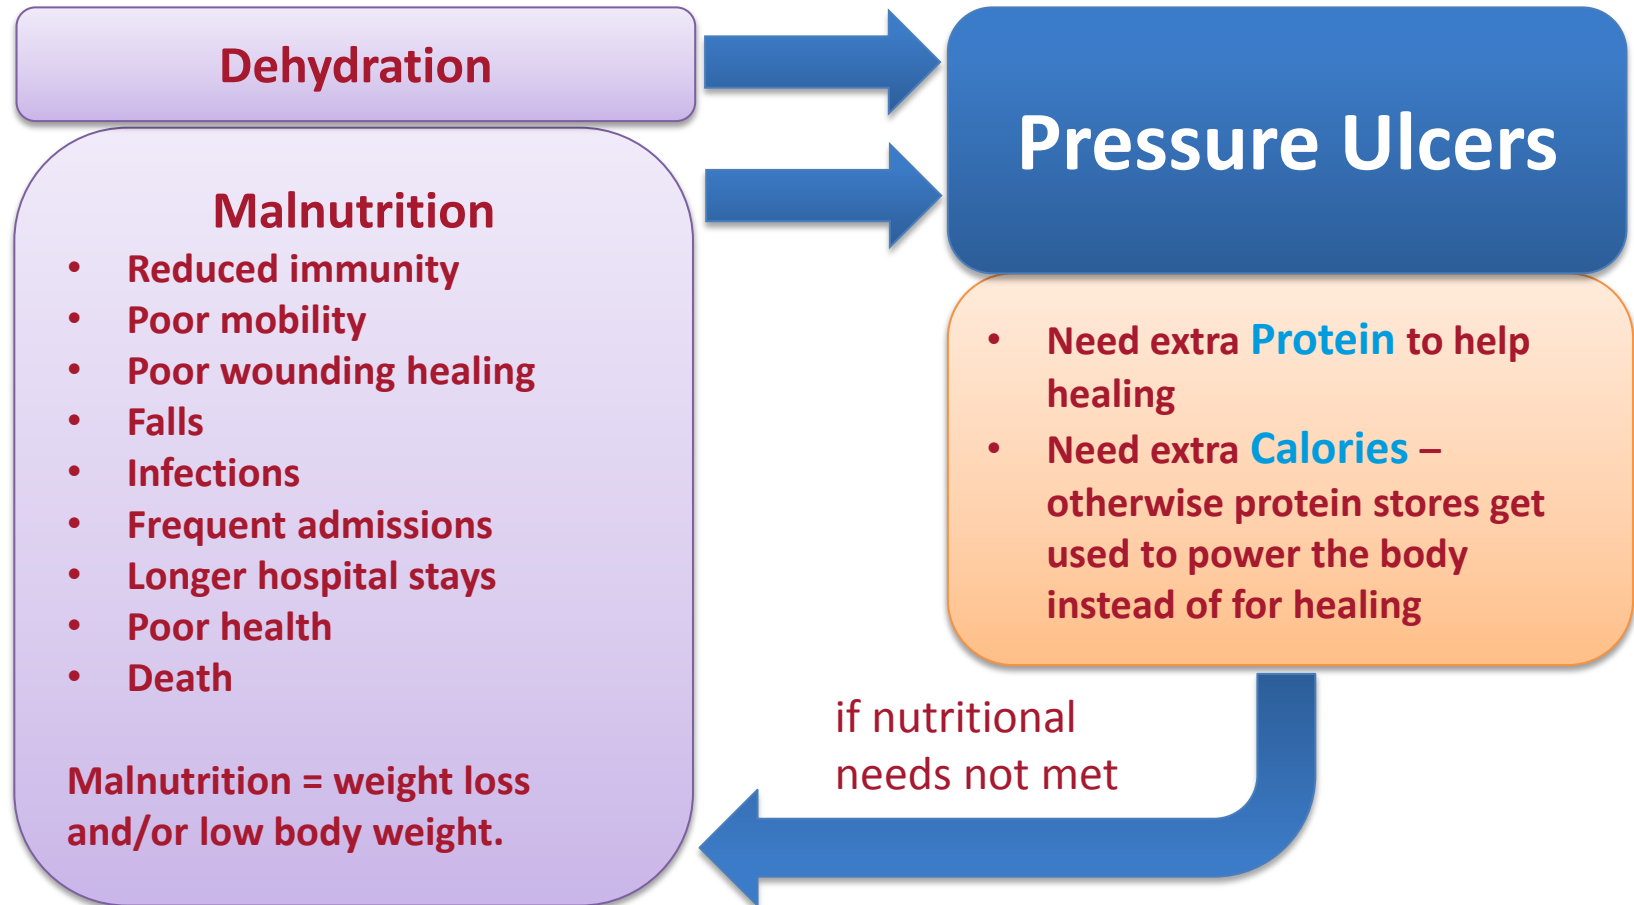 Dehydration
Malnutrition
• Reduced immunity
• Poor mobility
• Poor wounding healing
• Falls
• Infections
• Frequent admissions
• Longer hospital stays
• Poor health
• Death
Malnutrition = weight loss
and/or low body weight.
Pressure Ulcers
• Need extra Protein to help
healing
• Need extra Calories –
otherwise protein stores get
used to power the body
instead of for healing
if nutritional
needs not met